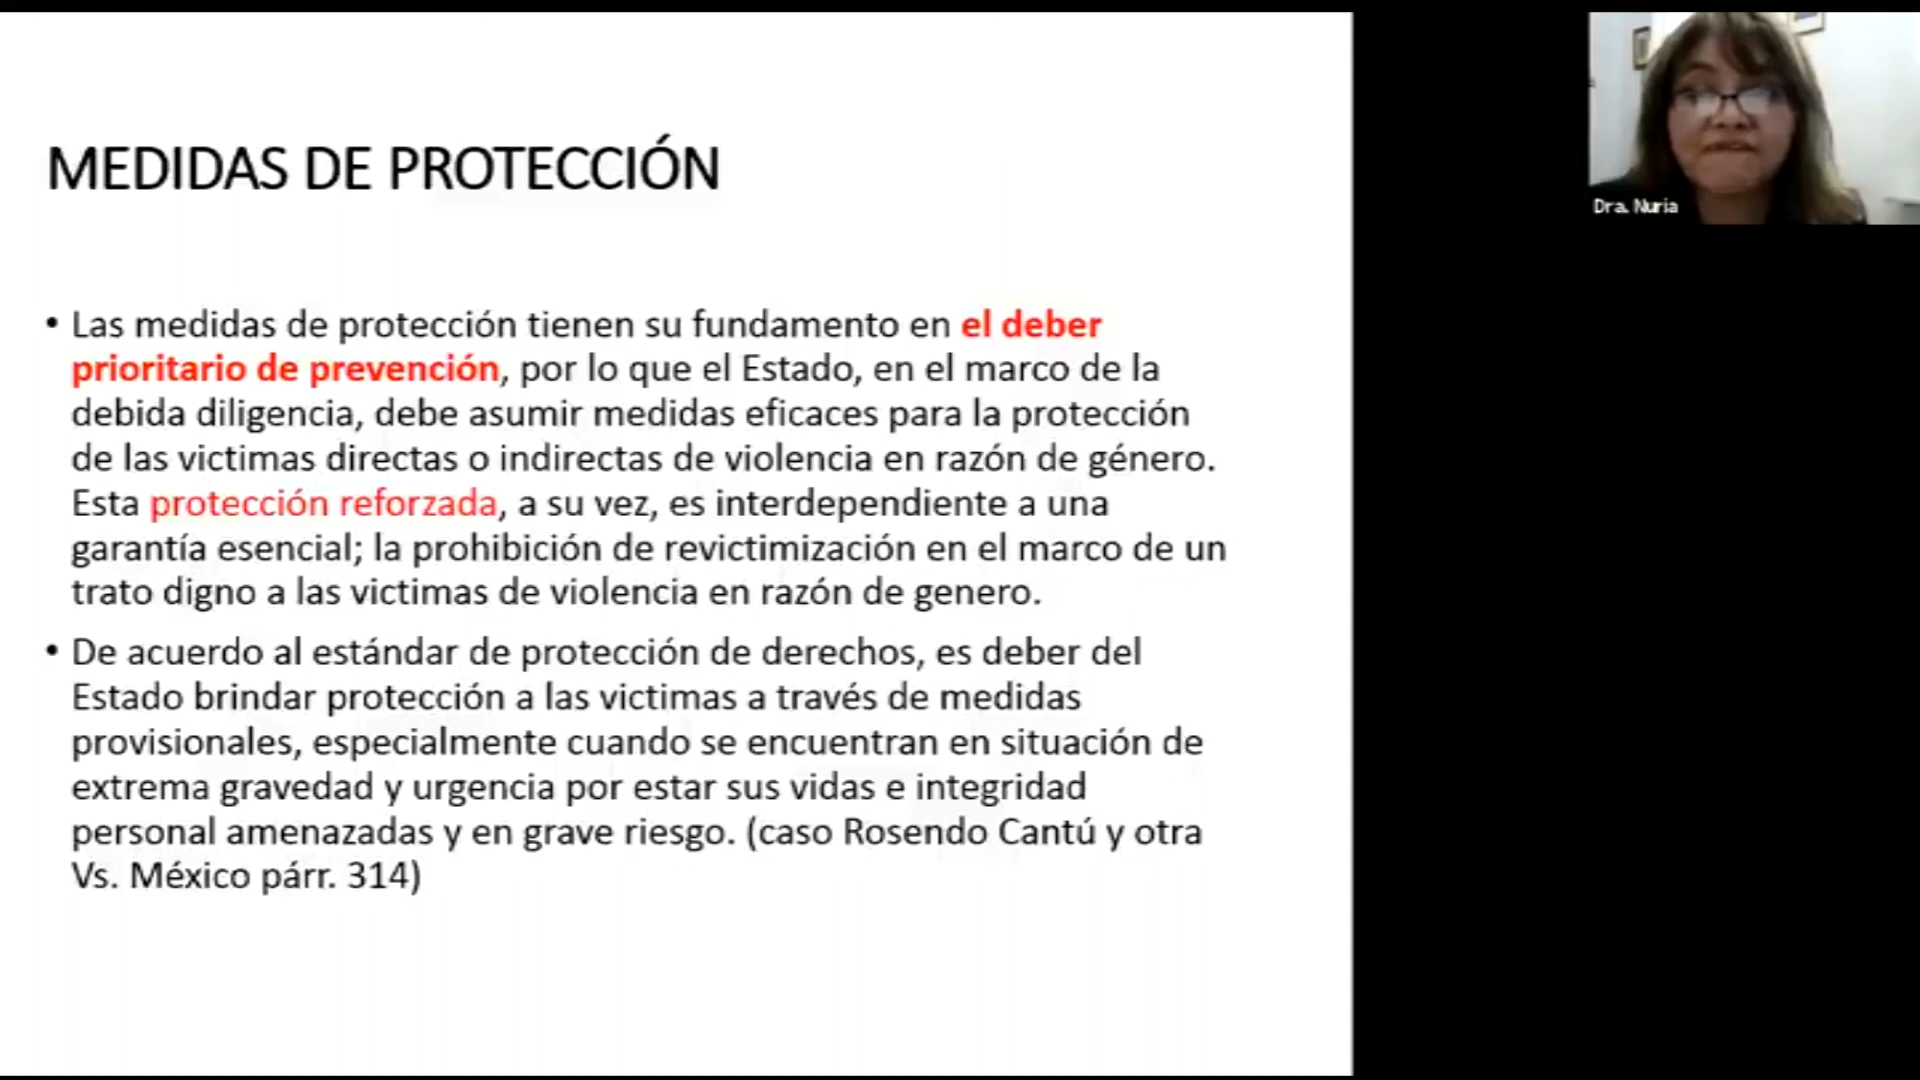 MEDIDAS DE PROTECCIÓN
• Las medidas de protección tienen su fundamento en el deber
prioritario de prevención, por lo que el Estado, en el marco de la
debida diligencia, debe asumir medidas eficaces para la protección
de las victimas directas o indirectas de violencia en razón de género.
Esta protección reforzada, a su vez, es interdependiente a una
garantía esencial; la prohibición de revictimización en el marco de un
trato digno a las victimas de violencia en razón de genero.
• De acuerdo al estándar de protección de derechos, es deber del
Estado brindar protección a las victimas a través de medidas
provisionales, especialmente cuando se encuentran en situación de
extrema gravedad y urgencia por estar sus vidas e integridad
personal amenazadas y en grave riesgo. (caso Rosendo Cantú y otra
Vs. México párr. 314)
Dra. Nuria